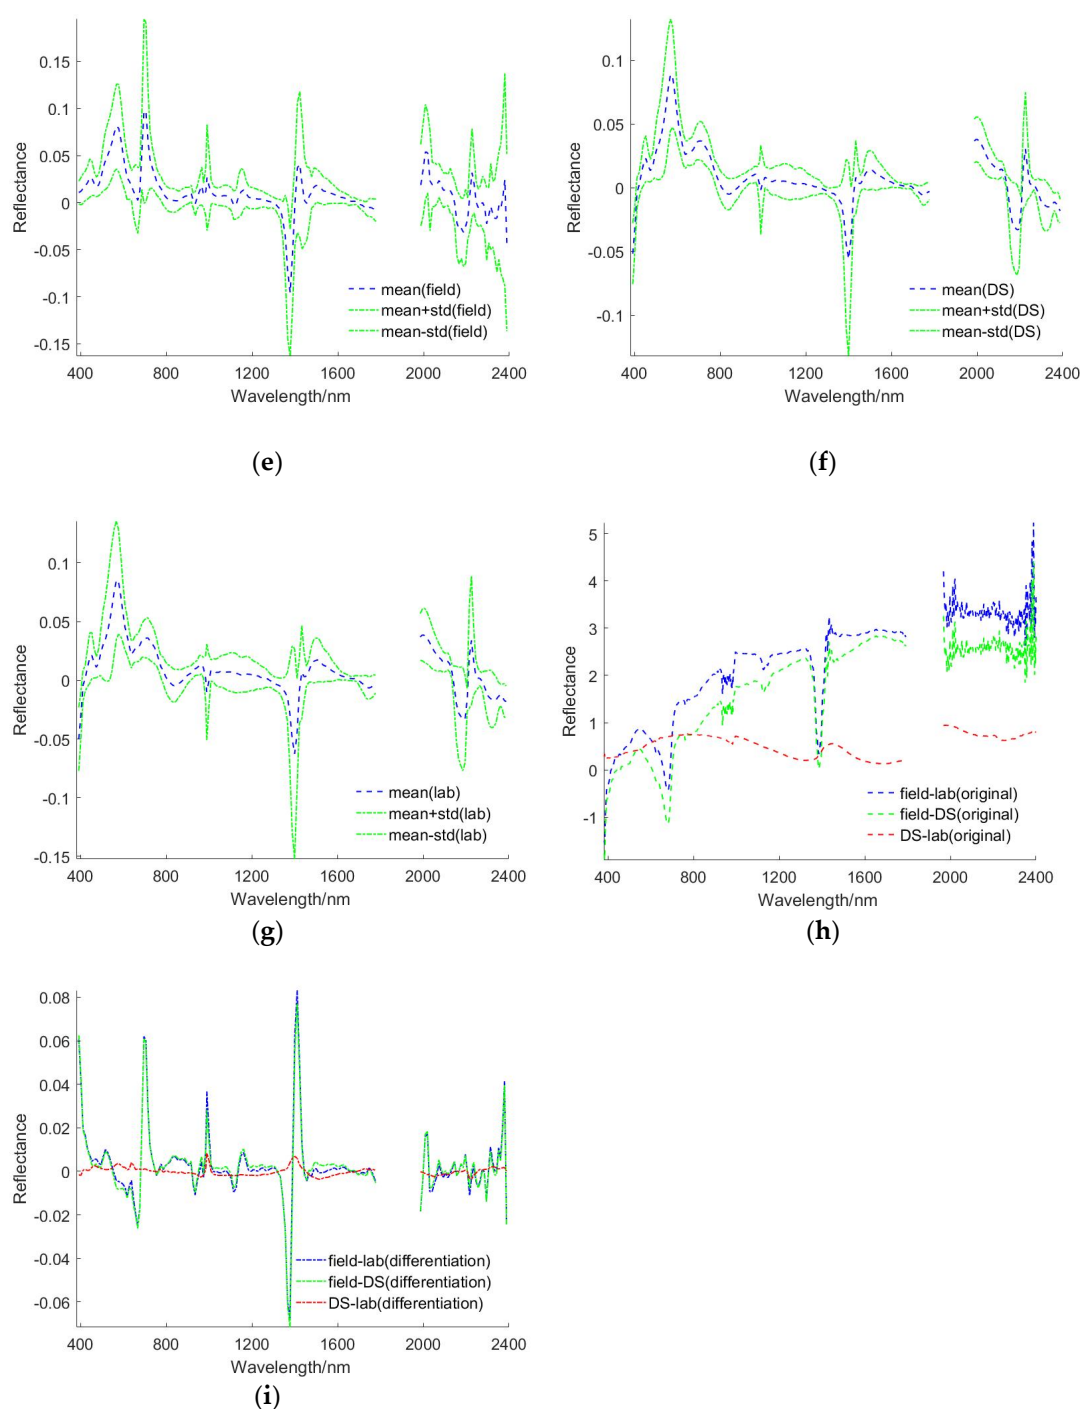 0.15
0.1
0.05
0
-0.05
-0.1
-0.15
Reflectance
mean(field)
mean+std(field)
mean-std(field)
400 800 1200 1600 2000 2400
Wavelength/nm
(e)
0.1
0.05
0
-0.05
-0.1
Reflectance
mean(DS)
mean+std(DS)
mean-std(DS)
400 800 1200 1600 2000 2400
Wavelength/nm
(f)
0.1
0.05
0
-0.05
-0.1
-0.15
Reflectance
mean(lab)
mean+std(lab)
mean-std(lab)
400 800 1200 1600 2000 2400
Wavelength/nm
(g)
5
4
3
2
1
0
-1
Reflectance
field-lab(original)
field-DS(original)
DS-lab(original)
400 800 1200 1600 2000 2400
Wavelength/nm
(h)
0.08
0.06
0.04
0.02
0
-0.02
-0.04
-0.06
Reflectance
field-lab(differentiation)
field-DS(differentiation)
DS-lab(differentiation)
400 800 1200 1600 2000 2400
Wavelength/nm
(i)